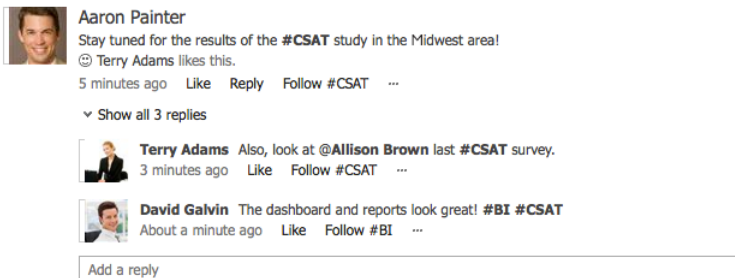 Aaron Painter
Stay tuned for the results of the #CSAT study in the Midwest area!
Terry Adams likes this.
5 minutes ago Like Reply Follow #CSAT ...
Show all 3 replies
Terry Adams Also, look at @Allison Brown last #CSAT survey.
3 minutes ago Like Follow #CSAT ...
David Galvin The dashboard and reports look great! #BI #CSAT
About a minute ago Like Follow #BI ...
Add a reply